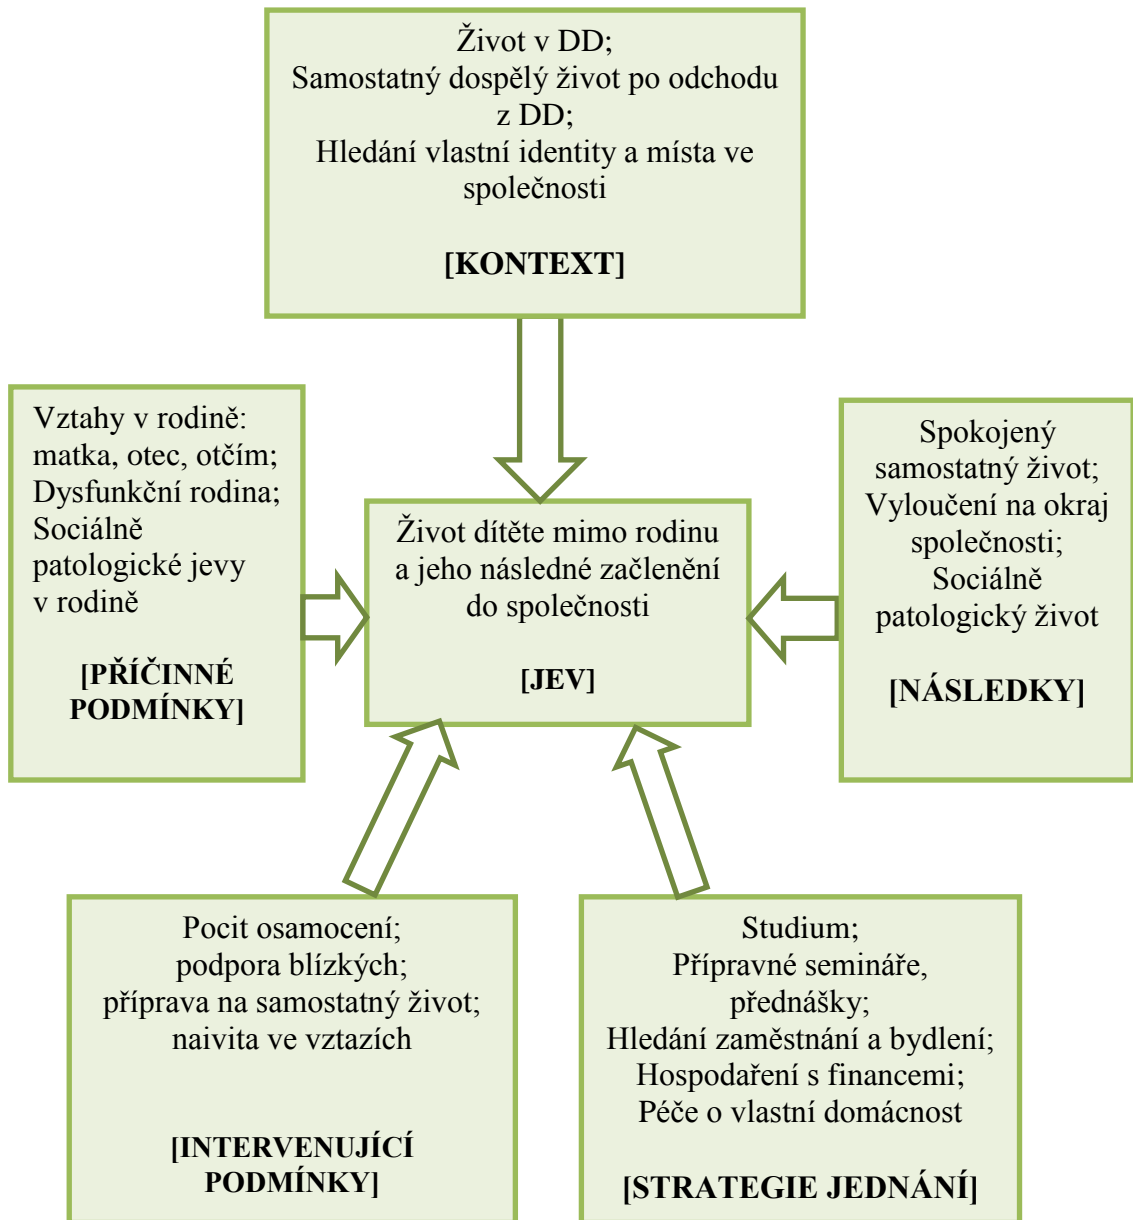 Život v DD;
Samostatný dospělý život po odchodu
z DD;
Hledání vlastní identity a místa ve
společnosti
[KONTEXT]
Vztahy v rodině:
matka, otec, otčím;
Dysfunkční rodina;
Sociálně
patologické jevy
v rodině
[PŘÍČINNÉ
PODMÍNKY]
Život dítěte mimo rodinu
a jeho následné začlenění
do společnosti
[JEV]
Spokojený
samostatný život;
Vyloučení na okraj
společnosti;
Sociálně
patologický život
[NÁSLEDKY]
Pocit osamocení;
podpora blízkých;
příprava na samostatný život;
naivita ve vztazích
[INTERVENUJÍCÍ
PODMÍNKY]
Studium;
Přípravné semináře,
přednášky;
Hledání zaměstnání a bydlení;
Hospodaření s financemi;
Péče o vlastní domácnost
[STRATEGIE JEDNÁNÍ]